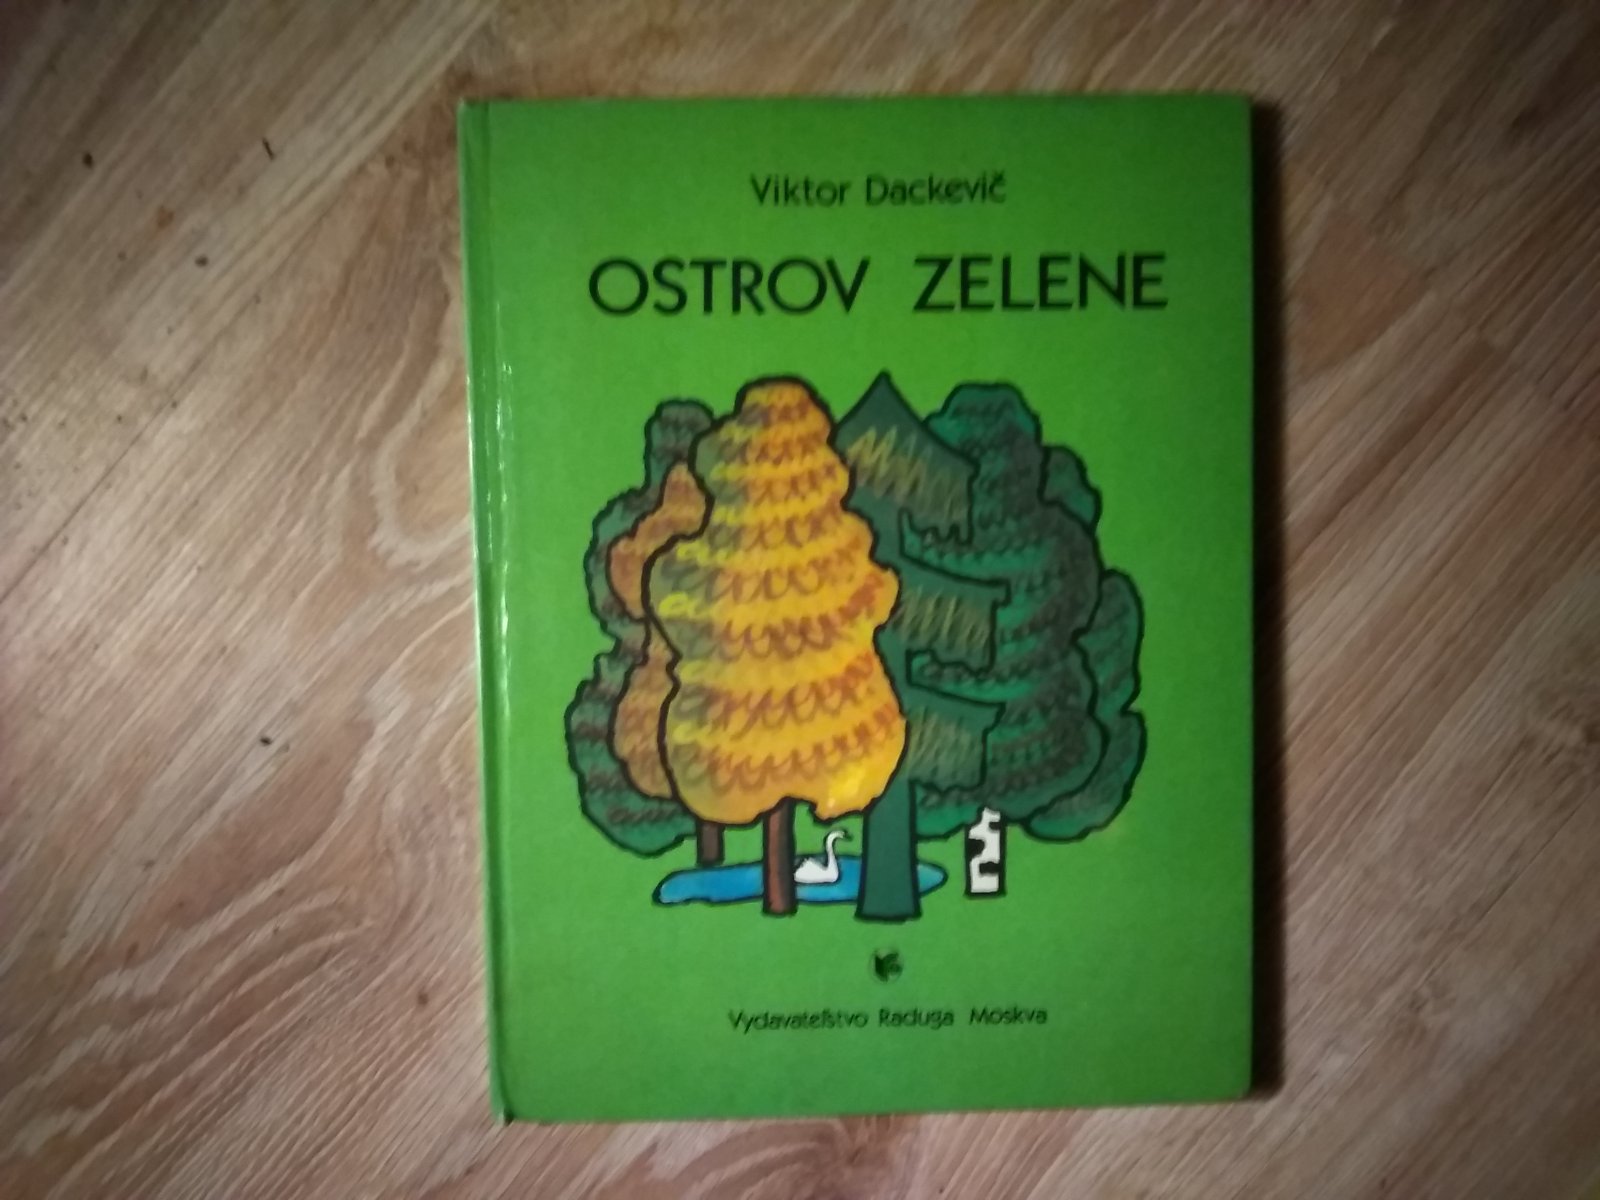 Viktor Dackevič
OSTROV ZELENE
Vydavateľstvo Raduga Moskva